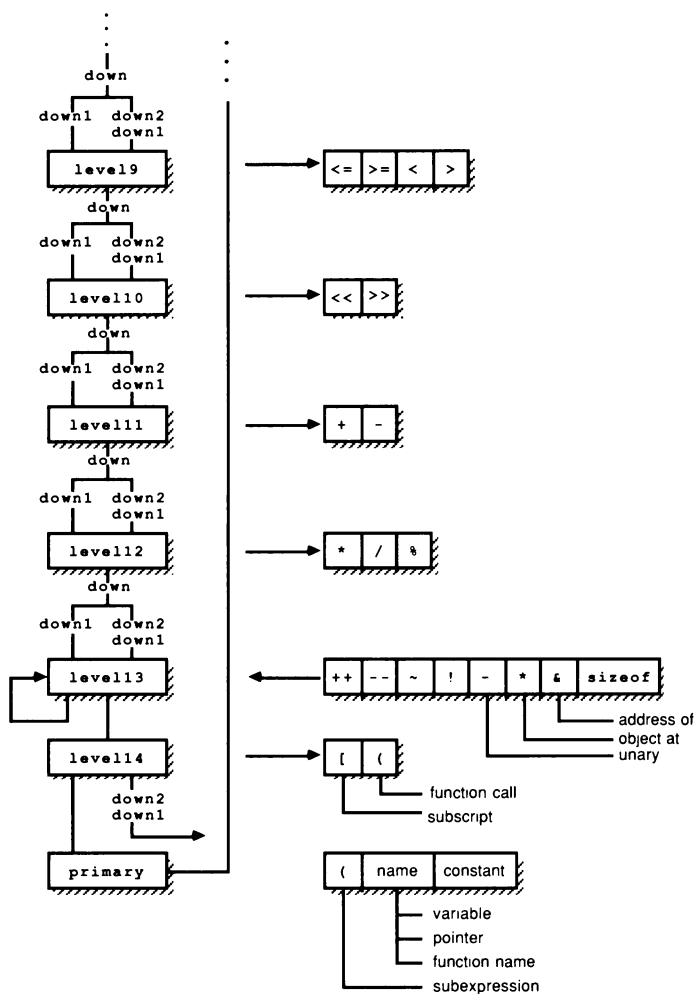 down
down1 down2
down1
level9
<= >= < >
down
down1 down2
down1
level10
<< >>
down
down1 down2
down1
level11
+ -
down
down1 down2
down1
level12
* / %
down
down1 down2
down1
level13
++ -- ~ ! - * & sizeof
address of
object at
unary
level14
[ (
down2
down1
function call
subscript
primary
( name constant
variable
pointer
function name
subexpression